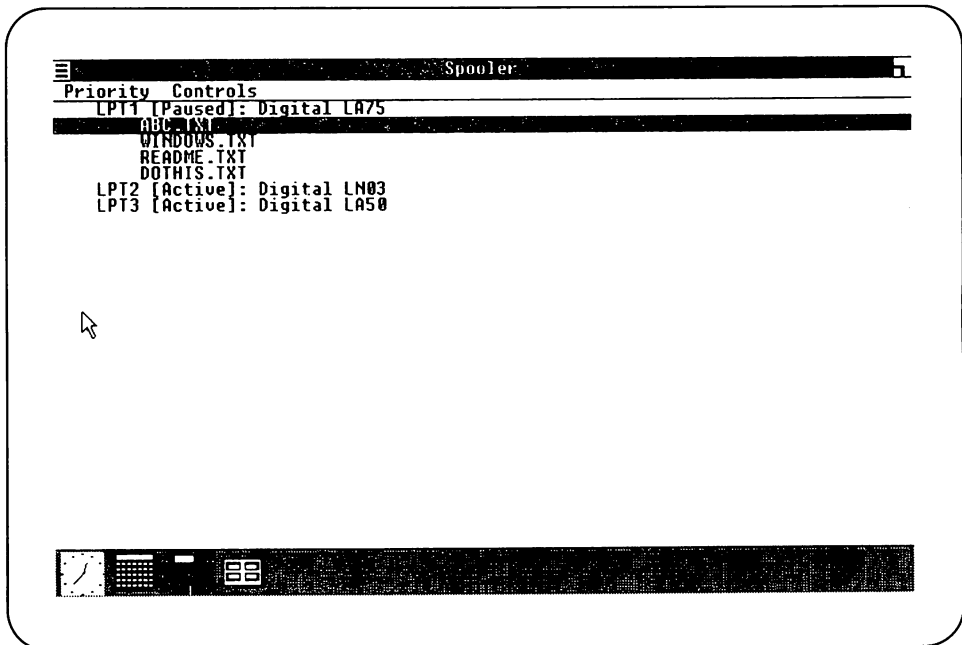 Spooler
Priority Controls
LPT1 [Paused]: Digital LA75
ABC.TXT
WINDOWS.TXT
README.TXT
DOTHIS.TXT
LPT2 [Active]: Digital LN03
LPT3 [Active]: Digital LA50